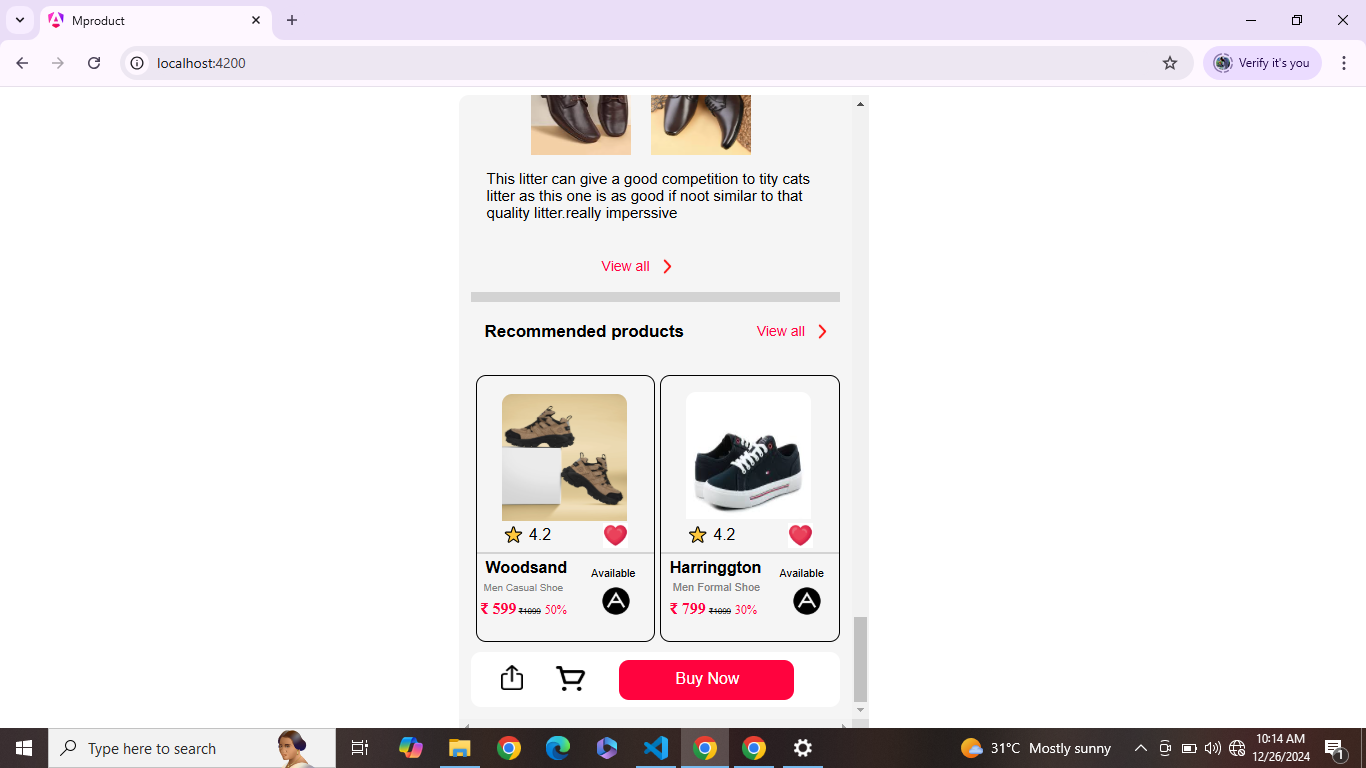 Mproduct
localhost:4200
Verify it's you
This litter can give a good competition to tity cats
litter as this one is as good if noot similar to that
quality litter.really imperssive
View all
Recommended products
View all
4.2
4.2
Woodsand
Available
Men Casual Shoe
₹ 599 ₹1099 50%
Harringgton
Available
Men Formal Shoe
₹ 799 ₹1099 30%
Buy Now
Type here to search
31°C Mostly sunny
10:14 AM
12/26/2024
1